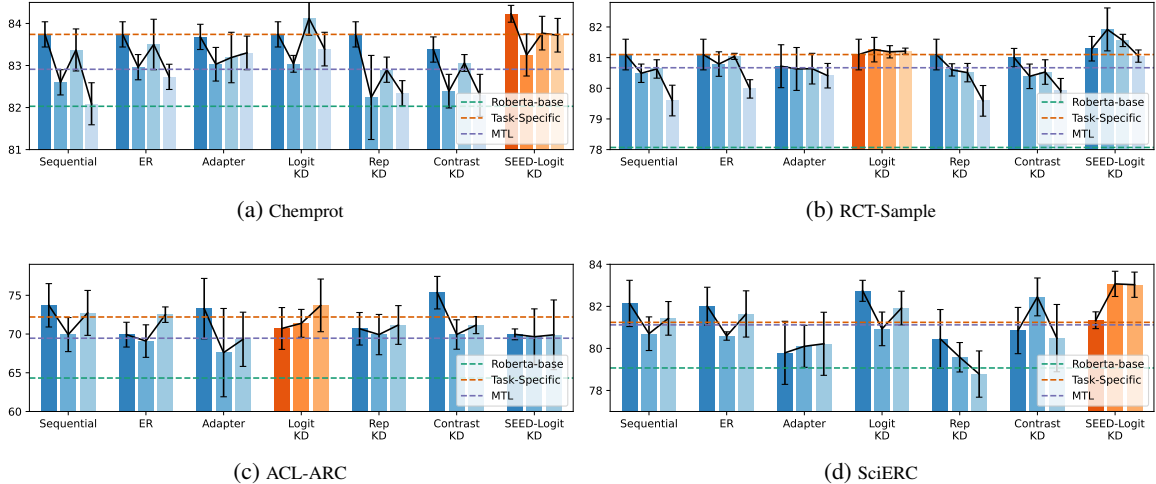 84
83
82
81
Roberta-base
Task-Specific
MTL
Sequential ER Adapter Logit KD Rep KD Contrast KD SEED-Logit KD
(a) Chemprot
82
81
80
79
78
Roberta-base
Task-Specific
MTL
Sequential ER Adapter Logit KD Rep KD Contrast KD SEED-Logit KD
(b) RCT-Sample
75
70
65
60
Roberta-base
Task-Specific
MTL
Sequential ER Adapter Logit KD Rep KD Contrast KD SEED-Logit KD
(c) ACL-ARC
84
82
80
78
Roberta-base
Task-Specific
MTL
Sequential ER Adapter Logit KD Rep KD Contrast KD SEED-Logit KD
(d) SciERC